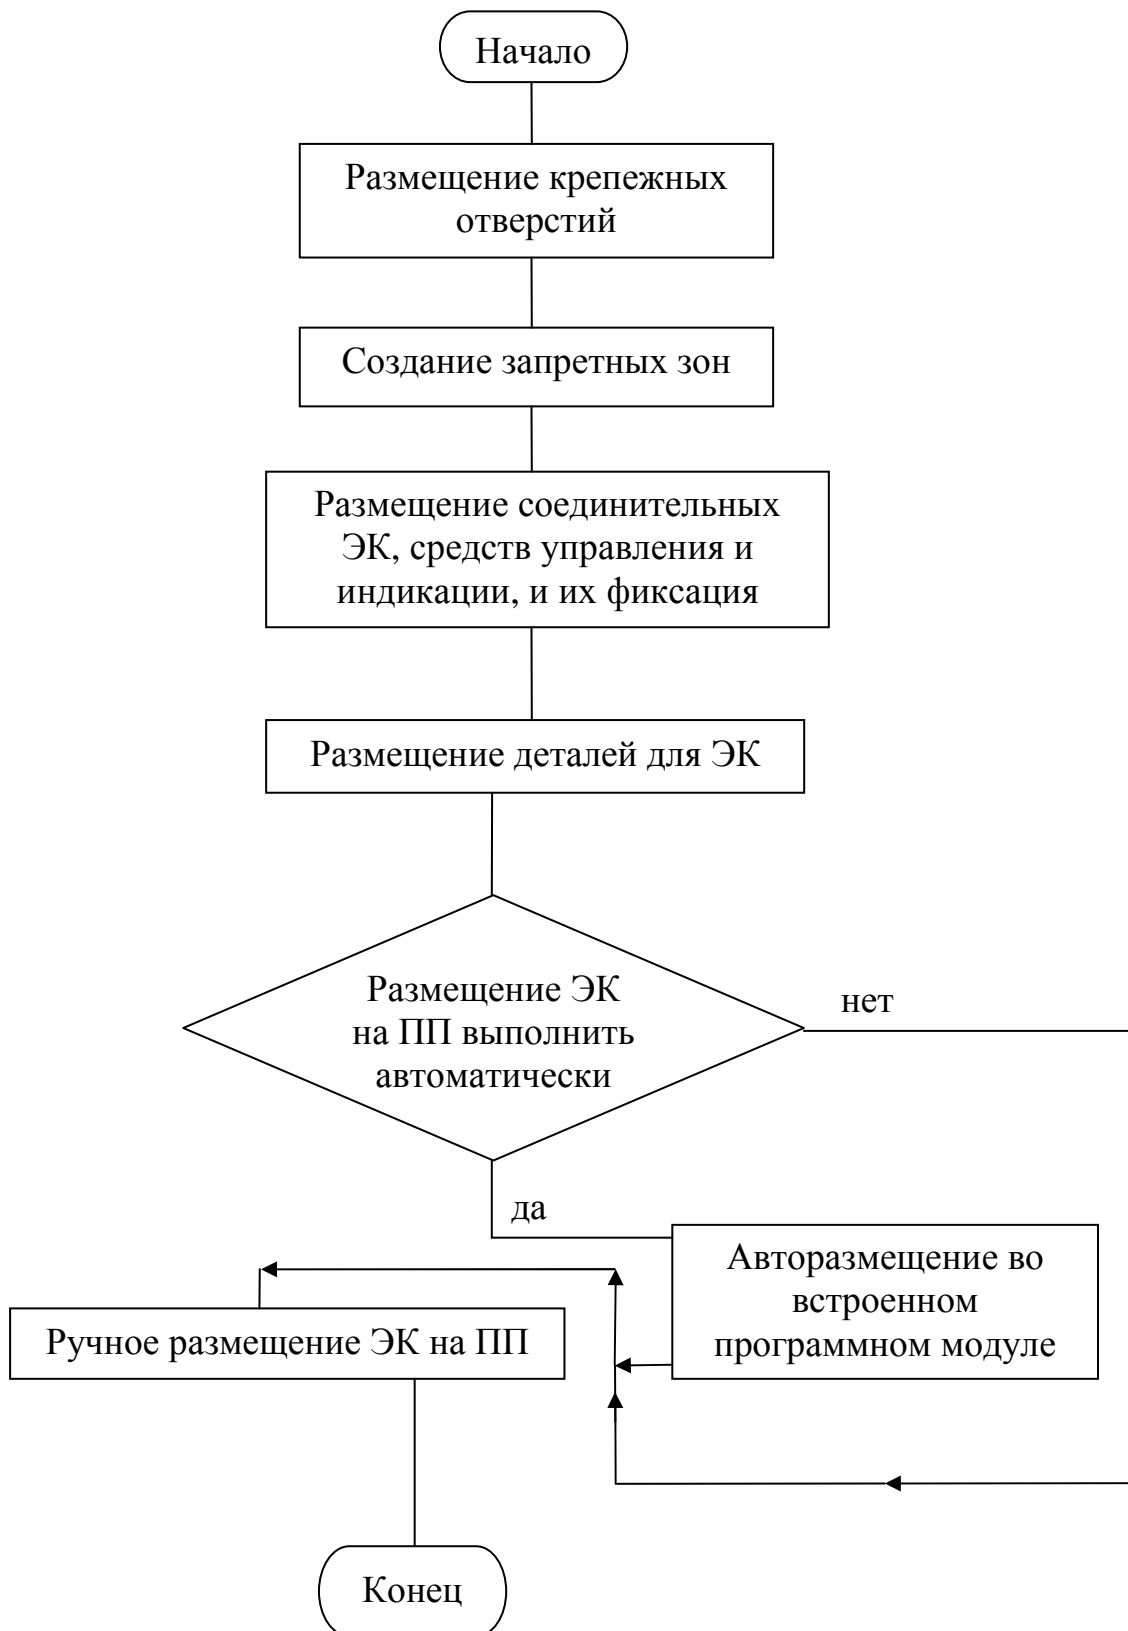 Начало
Размещение крепежных
отверстий
Создание запретных зон
Размещение соединительных
ЭК, средств управления и
индикации, и их фиксация
Размещение деталей для ЭК
Размещение ЭК
на ПП выполнить
автоматически
нет
да
Авторазмещение во
встроенном
программном модуле
Ручное размещение ЭК на ПП
Конец